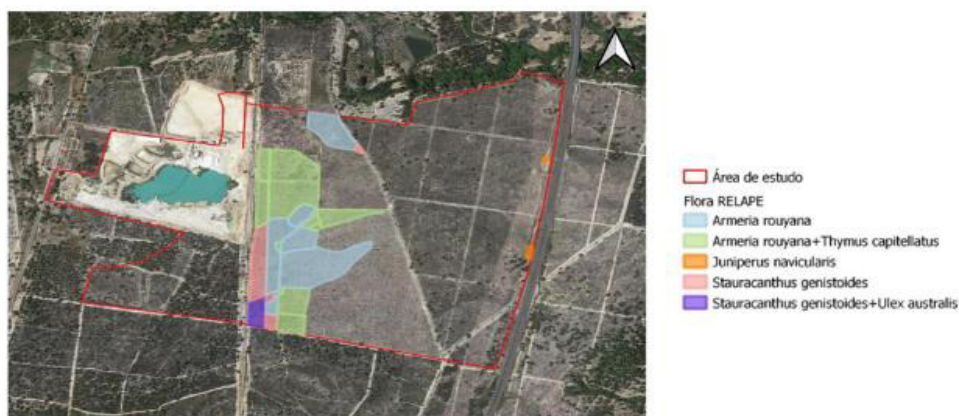 Área de estudo
Flora RELAPE
Armeria rouyana
Armeria rouyana+Thymus capitellatus
Juniperus navicularis
Stauracanthus genistoides
Stauracanthus genistoides+Ulex australis